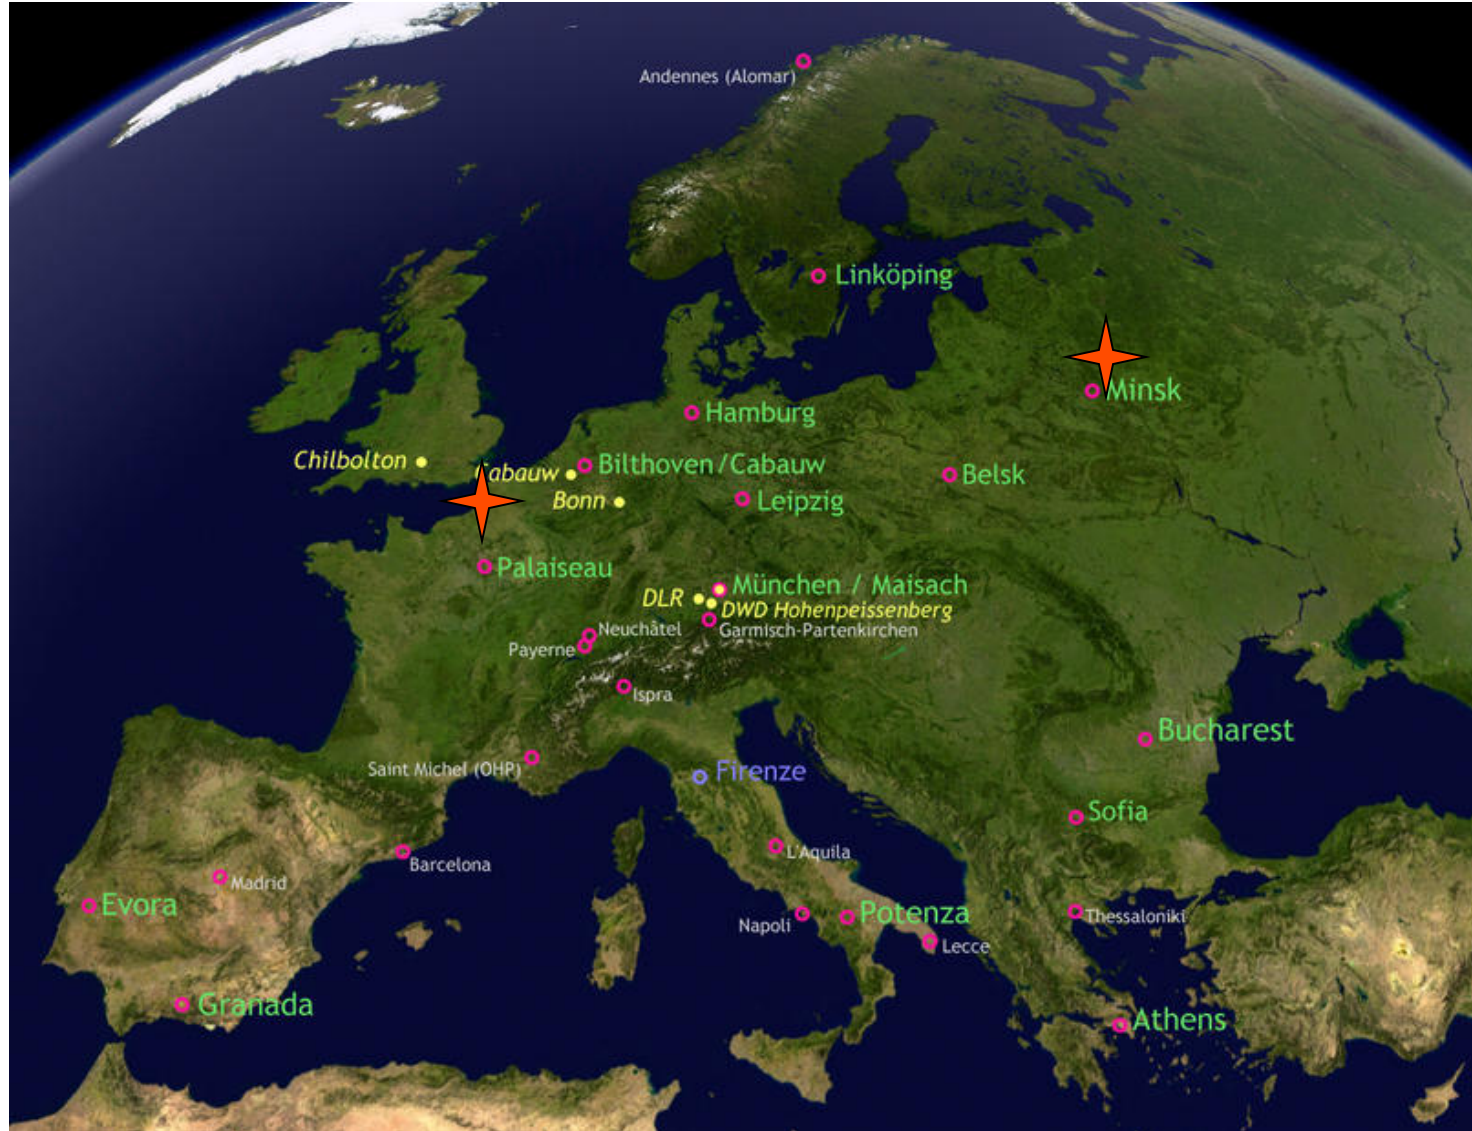 Andennes (Alomar)
Linköping
Minsk
Hamburg
Chilbolton
Cabauw
Bilthoven/Cabauw
Belsk
Bonn
Leipzig
Palaiseau
München / Maisach
DLR
DWD Hohenpeissenberg
Neuchâtel
Garmisch-Partenkirchen
Payerne
Ispra
Bucharest
Saint Michel (OHP)
Firenze
Sofia
L'Aquila
Barcelona
Madrid
Evora
Potenza
Thessaloniki
Napoli
Lecce
Granada
Athens